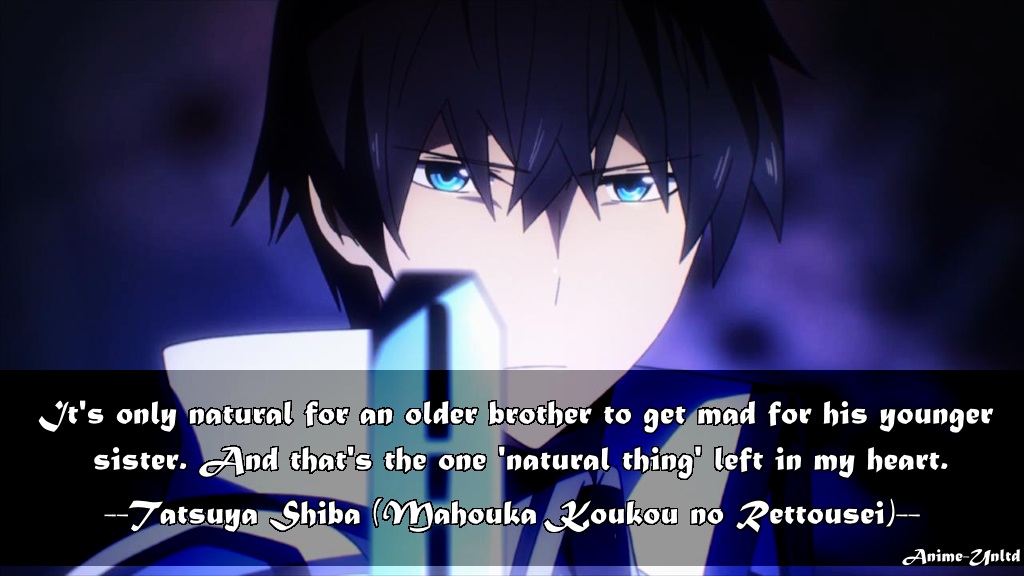 It's only natural for an older brother to get mad for his younger
sister. And that's the one 'natural thing' left in my heart.
--Tatsuya Shiba (Mahouka Koukou no Rettousei)--
Anime-Unltd